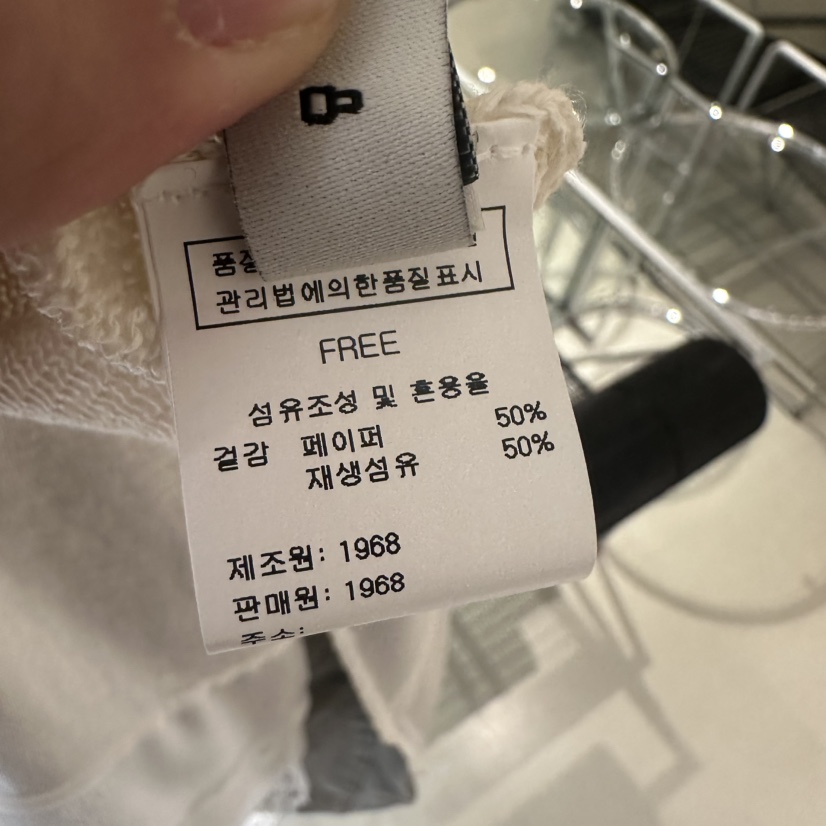 관리법에의한품질표시
FREE
섬유조성 및 혼용율
겉감 페이퍼 50%
재생섬유 50%
제조원: 1968
판매원: 1968
주소: